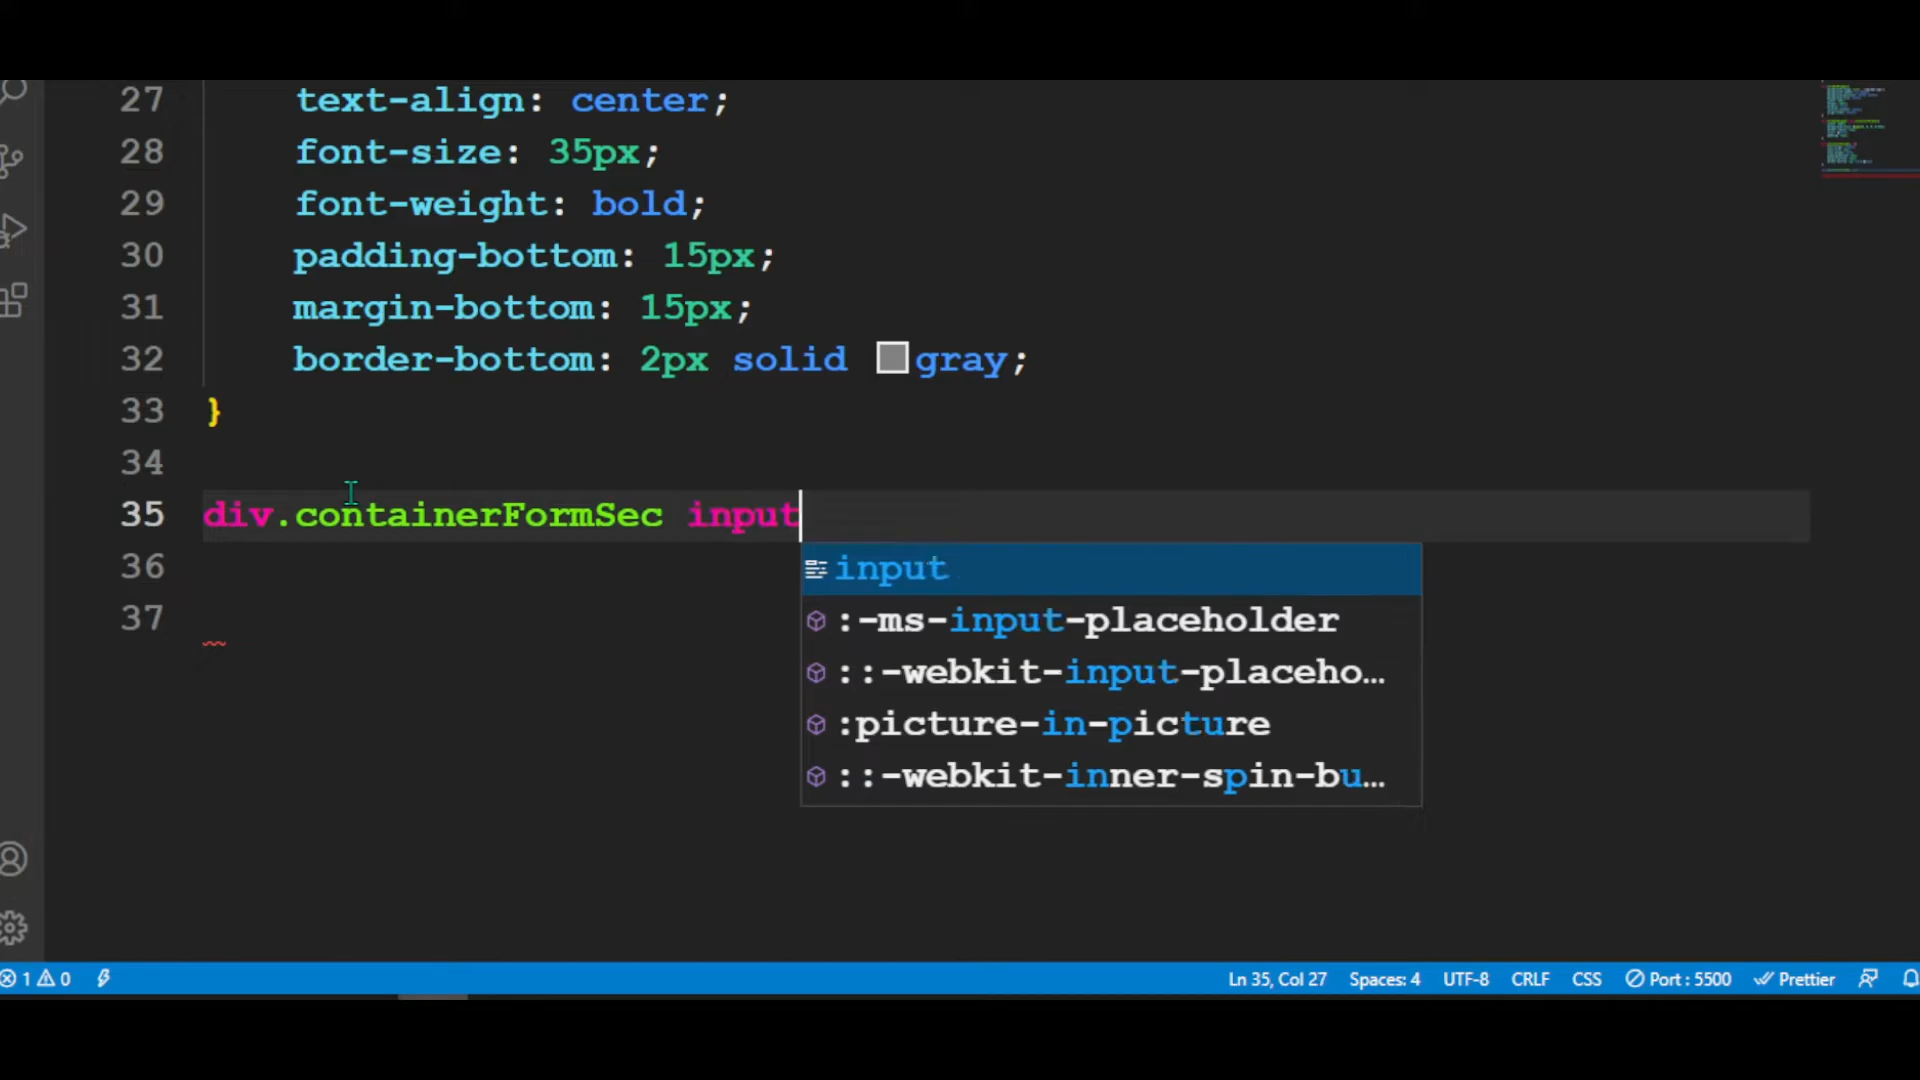 27 text-align: center;
28 font-size: 35px;
29 font-weight: bold;
30 padding-bottom: 15px;
31 margin-bottom: 15px;
32 border-bottom: 2px solid gray;
33 }
34
35 div.containerFormSec input
input
36
:-ms-input-placeholder
37
::-webkit-input-placeho…
:picture-in-picture
::-webkit-inner-spin-bu…
1 0 Ln 35, Col 27 Spaces: 4 UTF-8 CRLF CSS Port : 5500 Prettier